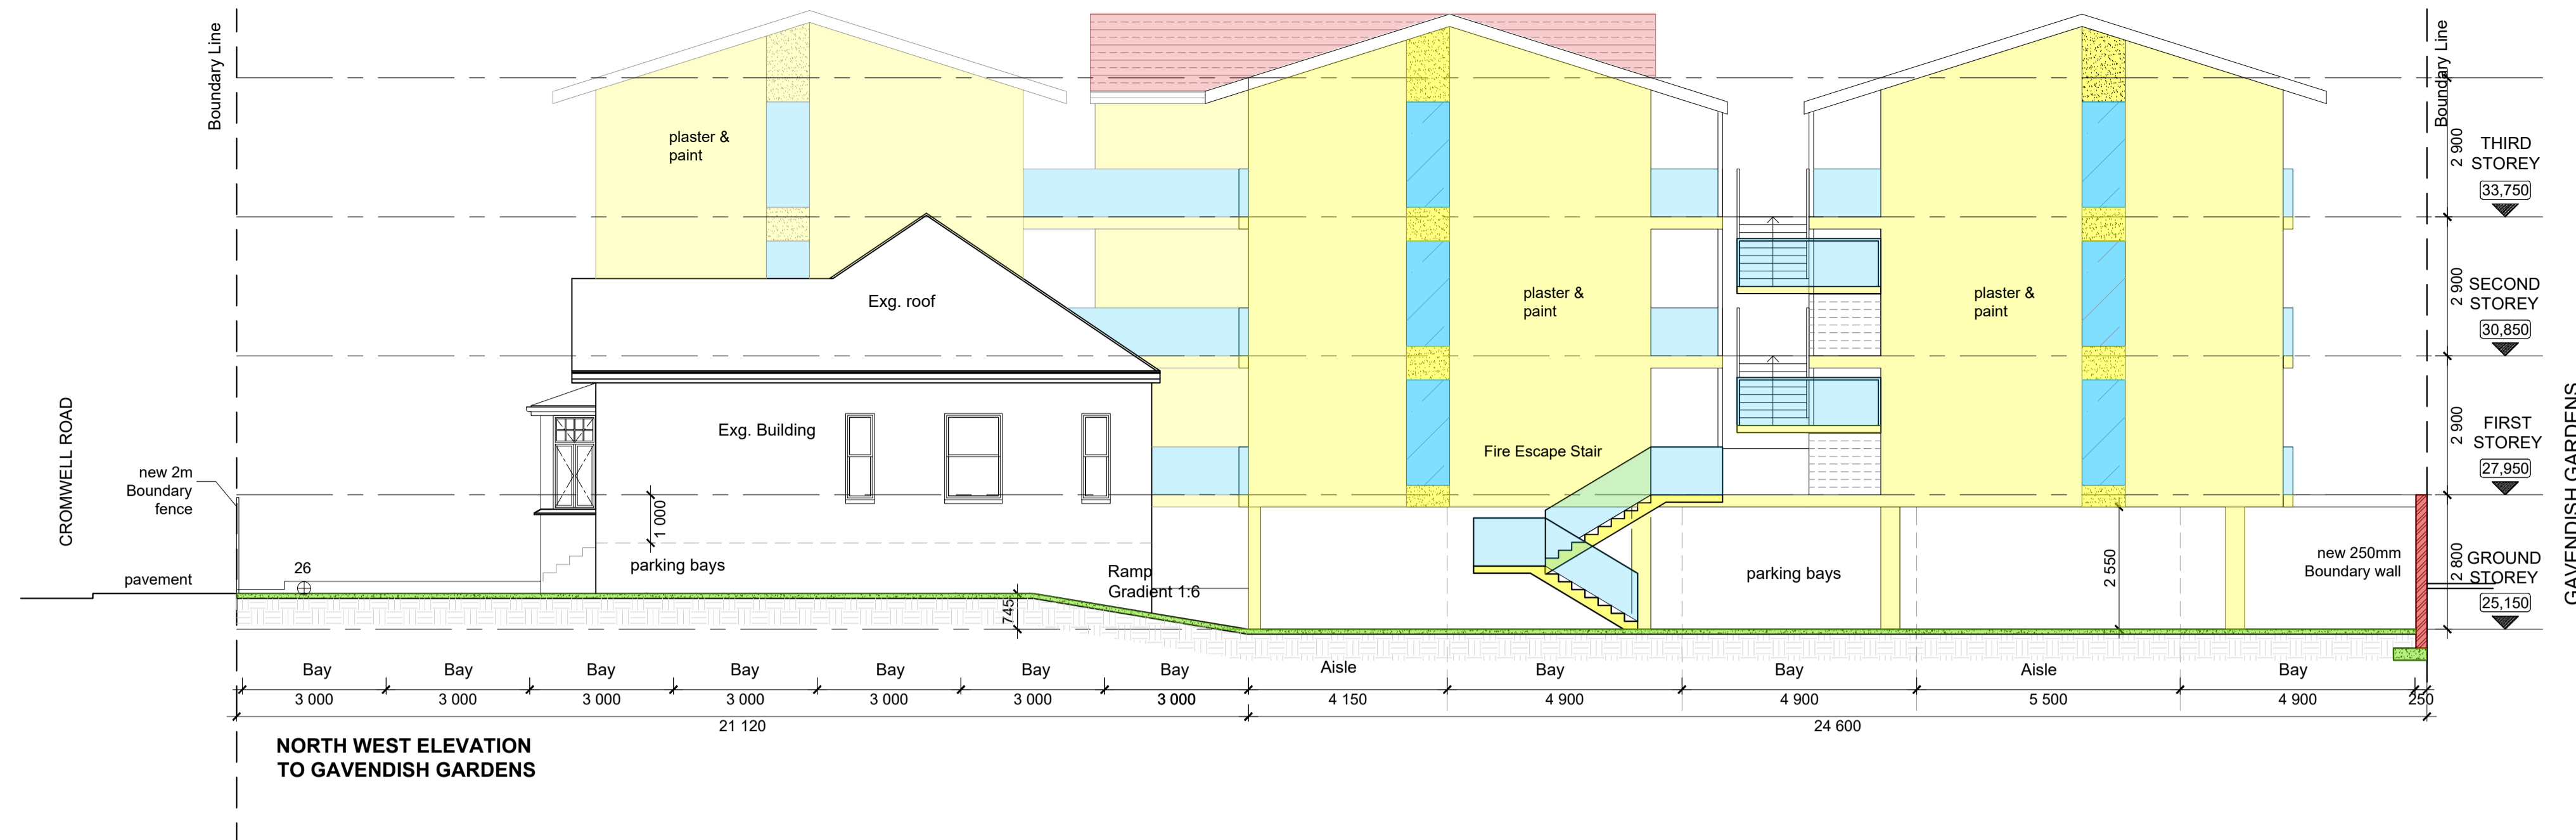 Boundary Line
Boundary Line
plaster &
paint
plaster &
paint
plaster &
paint
2 900
THIRD
STOREY
33,750
2 900
SECOND
STOREY
30,850
2 900
FIRST
STOREY
27,950
2 800
GROUND
STOREY
25,150
Exg. roof
Exg. Building
Fire Escape Stair
CROMWELL ROAD
GAVENDISH GARDENS
new 2m
Boundary
fence
1 000
pavement
26
parking bays
Ramp
Gradient 1:6
745
parking bays
2 550
new 250mm
Boundary wall
Bay
Bay
Bay
Bay
Bay
Bay
Bay
Aisle
Bay
Bay
Aisle
Bay
3 000
3 000
3 000
3 000
3 000
3 000
3 000
4 150
4 900
4 900
5 500
4 900
250
21 120
24 600
NORTH WEST ELEVATION
TO GAVENDISH GARDENS